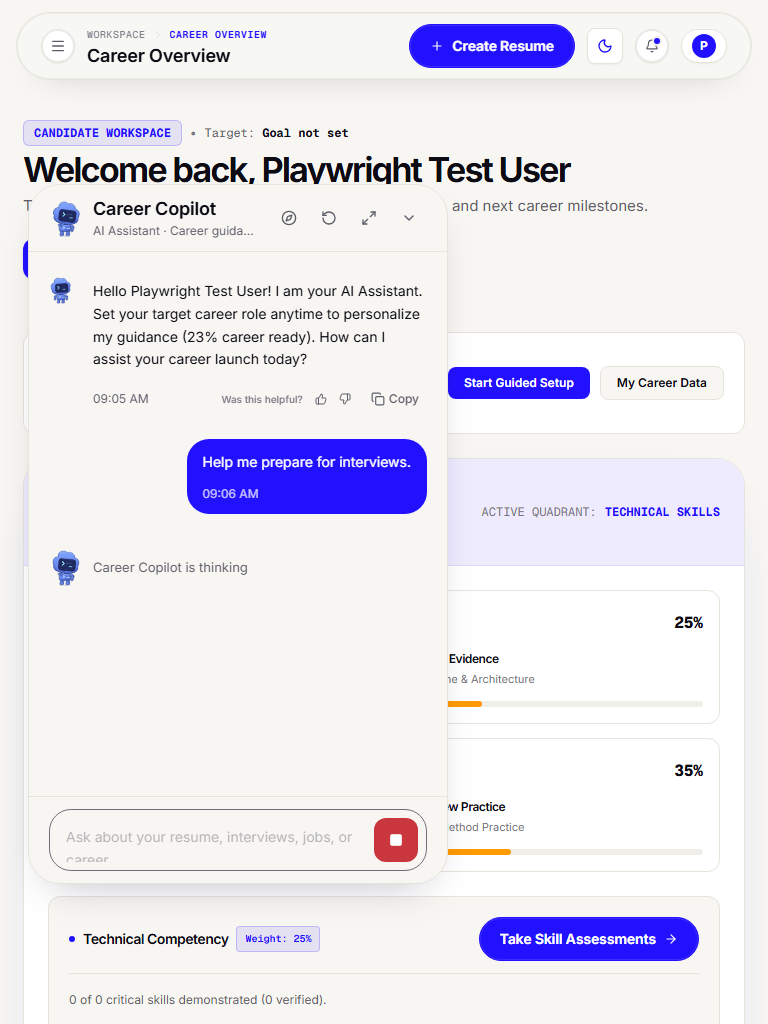 WORKSPACE
CAREER OVERVIEW
Career Overview
Create Resume
P
CANDIDATE WORKSPACE
• Target: Goal not set
Welcome back, Playwright Test User
and next career milestones.
Career Copilot
AI Assistant · Career guida...
Hello Playwright Test User! I am your AI Assistant.
Set your target career role anytime to personalize
my guidance (23% career ready). How can I
assist your career launch today?
09:05 AM
Was this helpful?
Copy
Start Guided Setup
My Career Data
Help me prepare for interviews.
09:06 AM
ACTIVE QUADRANT: TECHNICAL SKILLS
Career Copilot is thinking
25%
Evidence
& Architecture
35%
Practice
Practice
Ask about your resume, interviews, jobs, or
career
Technical Competency
Weight: 25%
Take Skill Assessments
0 of 0 critical skills demonstrated (0 verified).